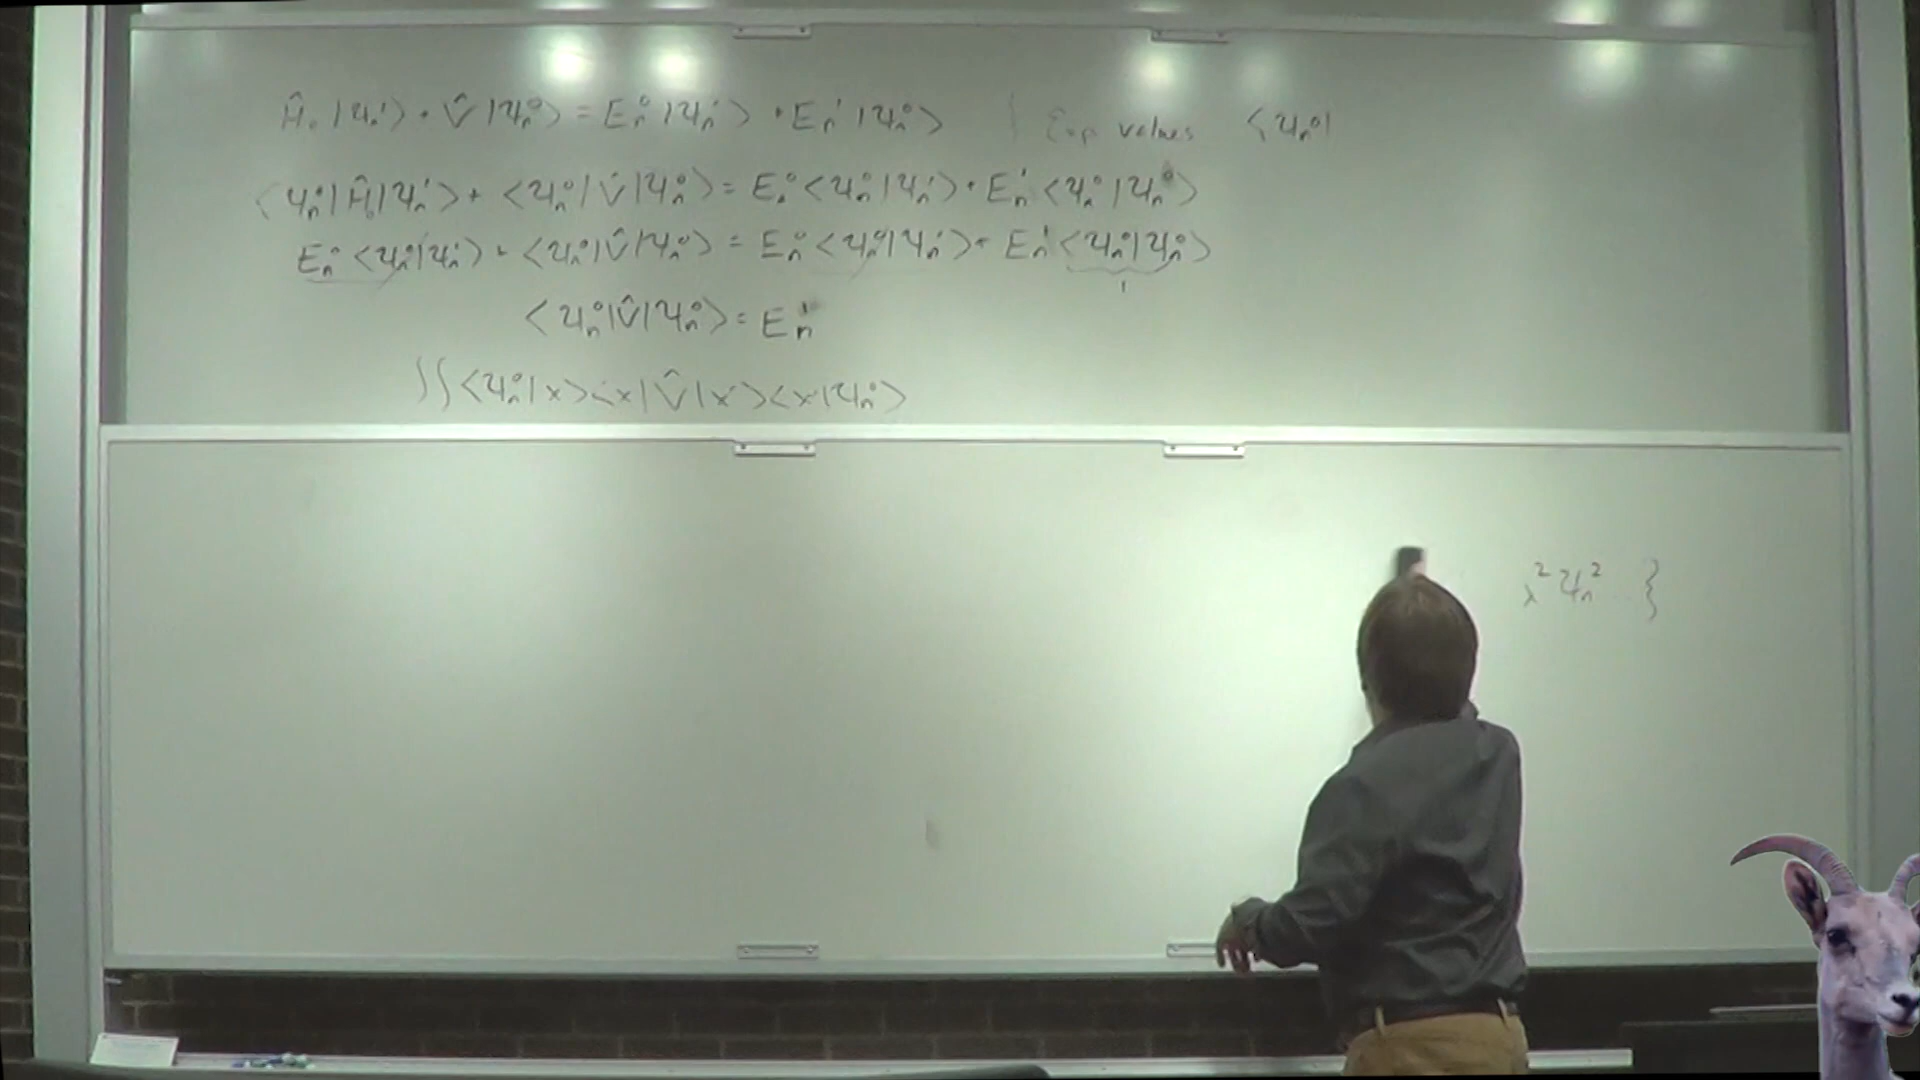 Ĥ₀|ψₙ¹⟩ + V̂|ψₙ⁰⟩ = Eₙ⁰|ψₙ¹⟩ + Eₙ¹|ψₙ⁰⟩ | Exp values ⟨ψₙ⁰|
⟨ψₙ⁰|Ĥ₀|ψₙ¹⟩ + ⟨ψₙ⁰|V̂|ψₙ⁰⟩ = Eₙ⁰⟨ψₙ⁰|ψₙ¹⟩ + Eₙ¹⟨ψₙ⁰|ψₙ⁰⟩
Eₙ⁰⟨ψₙ⁰|ψₙ¹⟩ + ⟨ψₙ⁰|V̂|ψₙ⁰⟩ = Eₙ⁰⟨ψₙ⁰|ψₙ¹⟩ + Eₙ¹⟨ψₙ⁰|ψₙ⁰⟩
1
⟨ψₙ⁰|V̂|ψₙ⁰⟩ = Eₙ¹
∫∫⟨ψₙ⁰|x⟩⟨x|V̂|x'⟩⟨x'|ψₙ⁰⟩
λ²ψₙ² … }